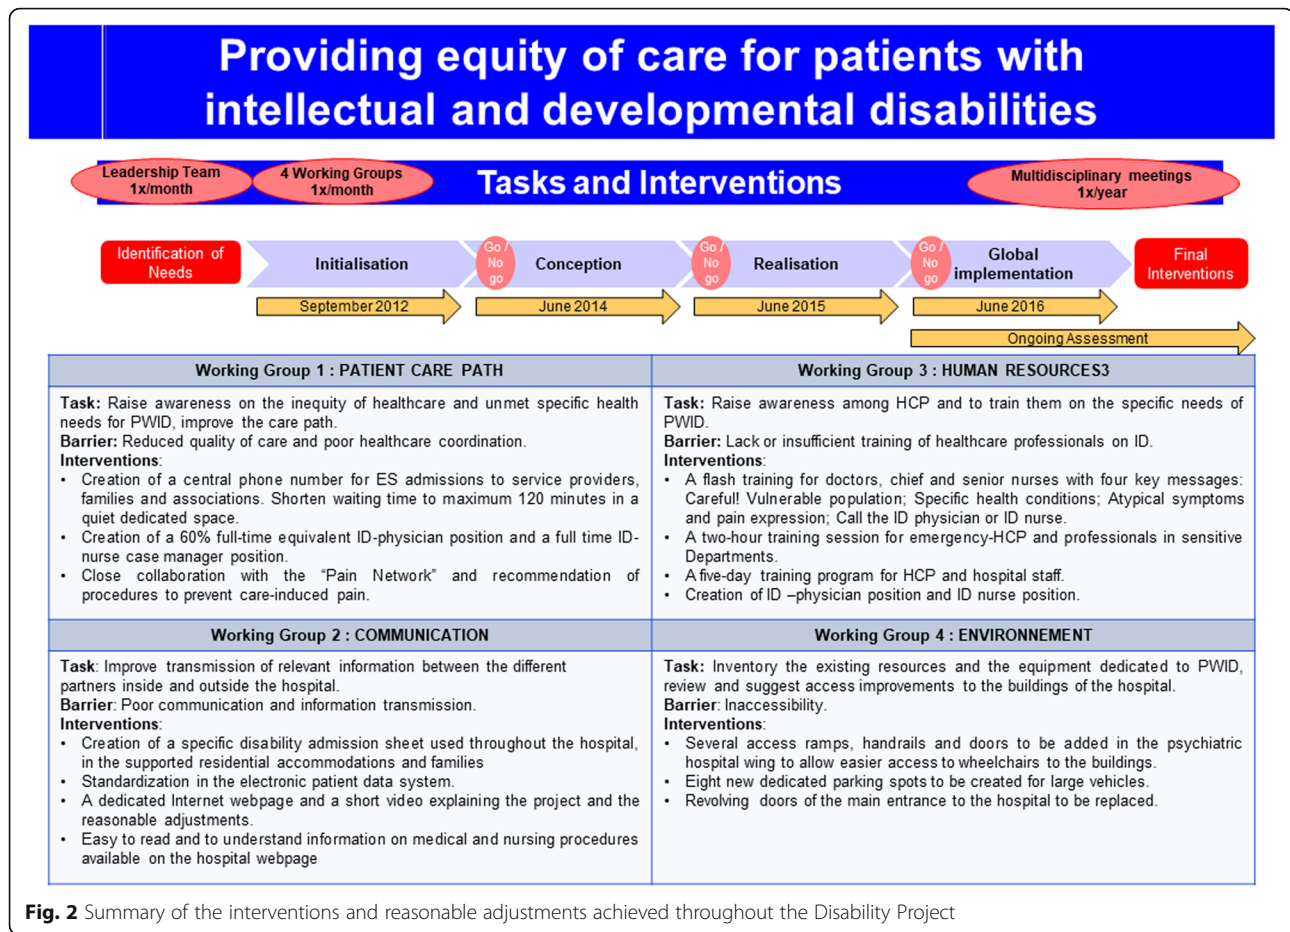 Providing equity of care for patients with
intellectual and developmental disabilities
Leadership Team
1x/month
4 Working Groups
1x/month
Tasks and Interventions
Multidisciplinary meetings
1x/year
Identification of
Needs
Initialisation
Go /
No
go
Conception
Go /
No
go
Realisation
Go /
No
go
Global
implementation
Final
Interventions
September 2012
June 2014
June 2015
June 2016
Ongoing Assessment
Working Group 1 : PATIENT CARE PATH
Task: Raise awareness on the inequity of healthcare and unmet specific health
needs for PWID, improve the care path.
Barrier: Reduced quality of care and poor healthcare coordination.
Interventions:
• Creation of a central phone number for ES admissions to service providers,
families and associations. Shorten waiting time to maximum 120 minutes in a
quiet dedicated space.
• Creation of a 60% full-time equivalent ID-physician position and a full time ID-
nurse case manager position.
• Close collaboration with the “Pain Network” and recommendation of
procedures to prevent care-induced pain.
Working Group 3 : HUMAN RESOURCES3
Task: Raise awareness among HCP and to train them on the specific needs of
PWID.
Barrier: Lack or insufficient training of healthcare professionals on ID.
Interventions:
• A flash training for doctors, chief and senior nurses with four key messages:
Careful! Vulnerable population; Specific health conditions; Atypical symptoms
and pain expression; Call the ID physician or ID nurse.
• A two-hour training session for emergency-HCP and professionals in sensitive
Departments.
• A five-day training program for HCP and hospital staff.
• Creation of ID –physician position and ID nurse position.
Working Group 2 : COMMUNICATION
Task: Improve transmission of relevant information between the different
partners inside and outside the hospital.
Barrier: Poor communication and information transmission.
Interventions:
• Creation of a specific disability admission sheet used throughout the hospital,
in the supported residential accommodations and families
• Standardization in the electronic patient data system.
• A dedicated Internet webpage and a short video explaining the project and the
reasonable adjustments.
• Easy to read and to understand information on medical and nursing procedures
available on the hospital webpage
Working Group 4 : ENVIRONNEMENT
Task: Inventory the existing resources and the equipment dedicated to PWID,
review and suggest access improvements to the buildings of the hospital.
Barrier: Inaccessibility.
Interventions:
• Several access ramps, handrails and doors to be added in the psychiatric
hospital wing to allow easier access to wheelchairs to the buildings.
• Eight new dedicated parking spots to be created for large vehicles.
• Revolving doors of the main entrance to the hospital to be replaced.
Fig. 2 Summary of the interventions and reasonable adjustments achieved throughout the Disability Project